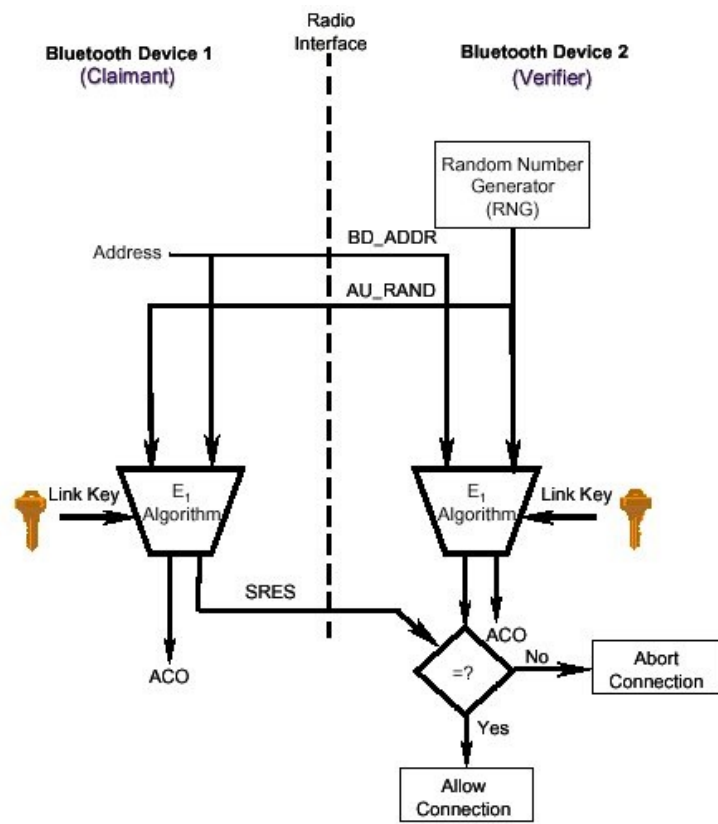 Radio
Interface
Bluetooth Device 1
(Claimant)
Bluetooth Device 2
(Verifier)
Random Number
Generator
(RNG)
Address
BD_ADDR
AU_RAND
Link Key
E1
Algorithm
E1
Algorithm
Link Key
SRES
ACO
ACO
=?
No
Abort
Connection
Yes
Allow
Connection